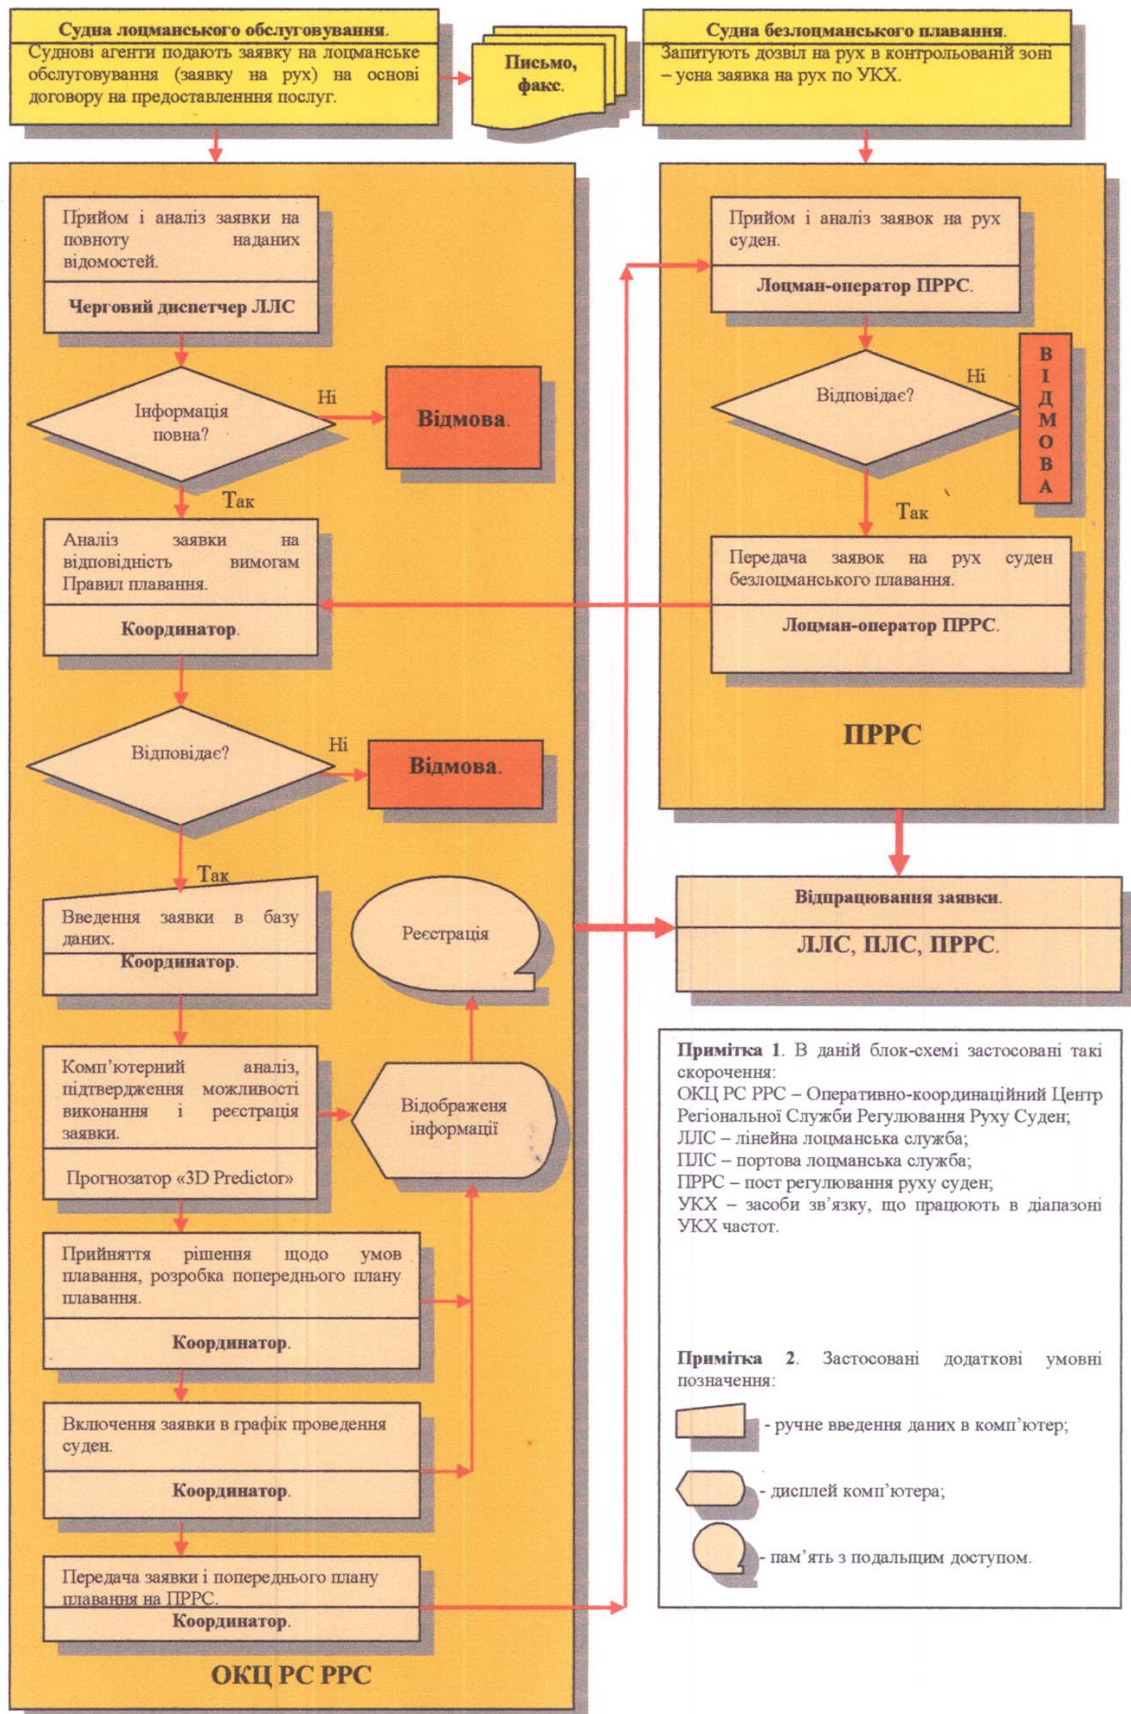 Судна лоцманського обслуговування.
Суднові агенти подають заявку на лоцманське
обслуговування (заявку на рух) на основі
договору на предоставленння послуг.
Письмо,
факс.
Судна безлоцманського плавання.
Запитують дозвіл на рух в контрольованій зоні
– усна заявка на рух по УКХ.
Прийом і аналіз заявки на
повноту наданих
відомостей.
Черговий диспетчер ЛЛС
Інформація
повна?
Ні
Відмова.
Так
Аналіз заявки на
відповідність вимогам
Правил плавання.
Координатор.
Відповідає?
Ні
Відмова.
Так
Введення заявки в базу
даних.
Координатор.
Реєстрація
Комп’ютерний аналіз,
підтвердження можливості
виконання і реєстрація
заявки.
Прогнозатор «3D Predictor»
Відображеня
інформації
Прийняття рішення щодо умов
плавання, розробка попереднього плану
плавання.
Координатор.
Включення заявки в графік проведення
суден.
Координатор.
Передача заявки і попереднього плану
плавання на ПРРС.
Координатор.
ОКЦ РС РРС
Прийом і аналіз заявок на рух
суден.
Лоцман-оператор ПРРС.
Відповідає?
Ні
В
І
Д
М
О
В
А
Так
Передача заявок на рух суден
безлоцманського плавання.
Лоцман-оператор ПРРС.
ПРРС
Відпрацювання заявки.
ЛЛС, ПЛС, ПРРС.
Примітка 1. В даній блок-схемі застосовані такі
скорочення:
ОКЦ РС РРС – Оперативно-координаційний Центр
Регіональної Служби Регулювання Руху Суден;
ЛЛС – лінейна лоцманська служба;
ПЛС – портова лоцманська служба;
ПРРС – пост регулювання руху суден;
УКХ – засоби зв’язку, що працюють в діапазоні
УКХ частот.
Примітка 2. Застосовані додаткові умовні
позначення:
- ручне введення даних в комп’ютер;
- дисплей комп’ютера;
- пам’ять з подальщим доступом.